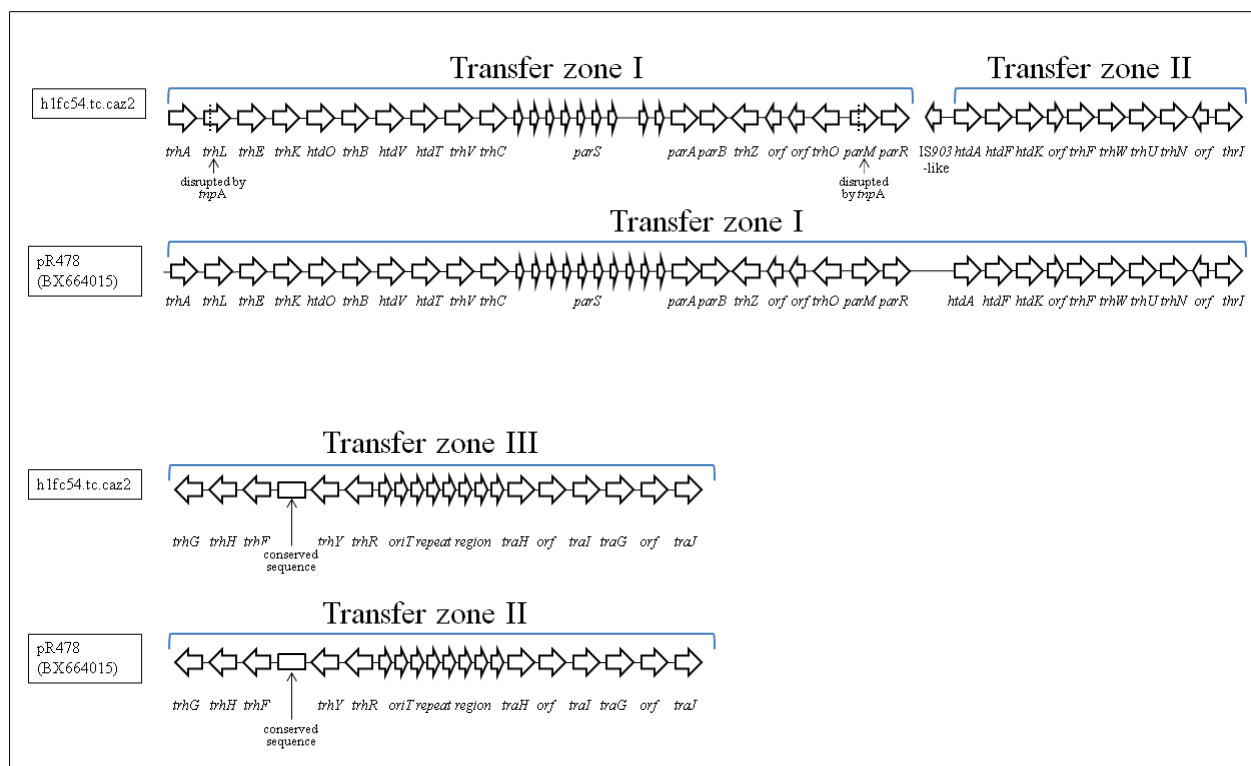 Transfer zone I Transfer zone II
h1fc54.tc.caz2
trhA trhL trhE trhK htdO trhB htdV htdT trhV trhC parS parA parB trhZ orf orf trhO parM parR IS903 htdA htdF htdK orf trhF trhW trhU trhN orf thrI
-like
disrupted by disrupted
tnpA by tnpA
Transfer zone I
pR478
(BX664015)
trhA trhL trhE trhK htdO trhB htdV htdT trhV trhC parS parA parB trhZ orf orf trhO parM parR htdA htdF htdK orf trhF trhW trhU trhN orf thrI
Transfer zone III
h1fc54.tc.caz2
trhG trhH trhF trhY trhR oriT repeat region traH orf traI traG orf traJ
conserved
sequence
Transfer zone II
pR478
(BX664015)
trhG trhH trhF trhY trhR oriT repeat region traH orf traI traG orf traJ
conserved
sequence